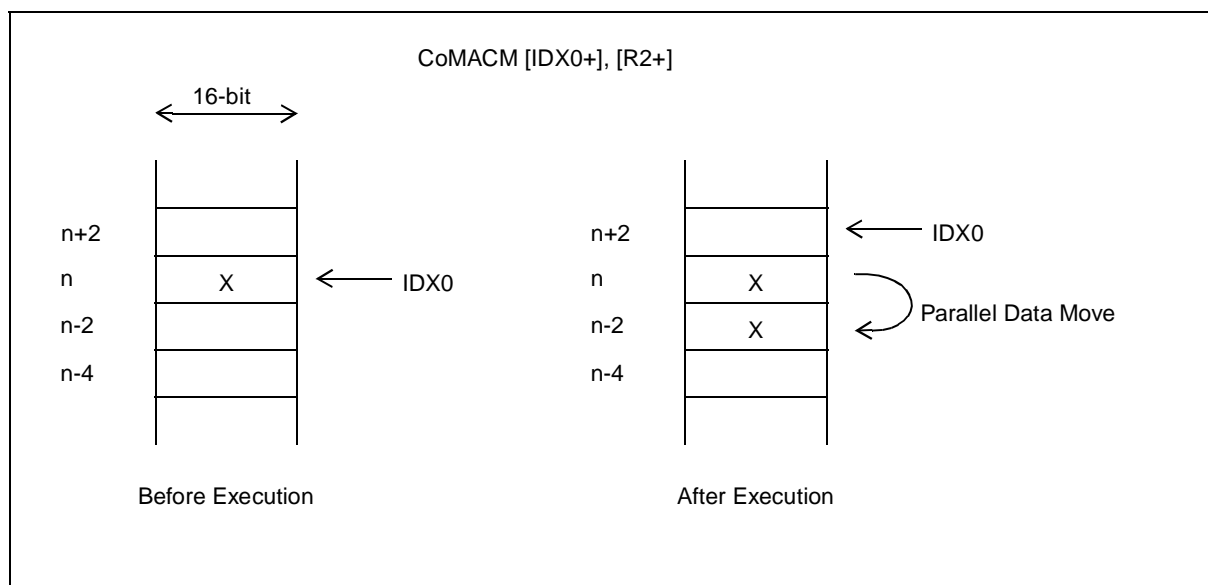 CoMACM [IDX0+], [R2+]
16-bit
n+2
IDX0
n+2
n
X
IDX0
n
X
n-2
n-2
X
Parallel Data Move
n-4
n-4
Before Execution
After Execution